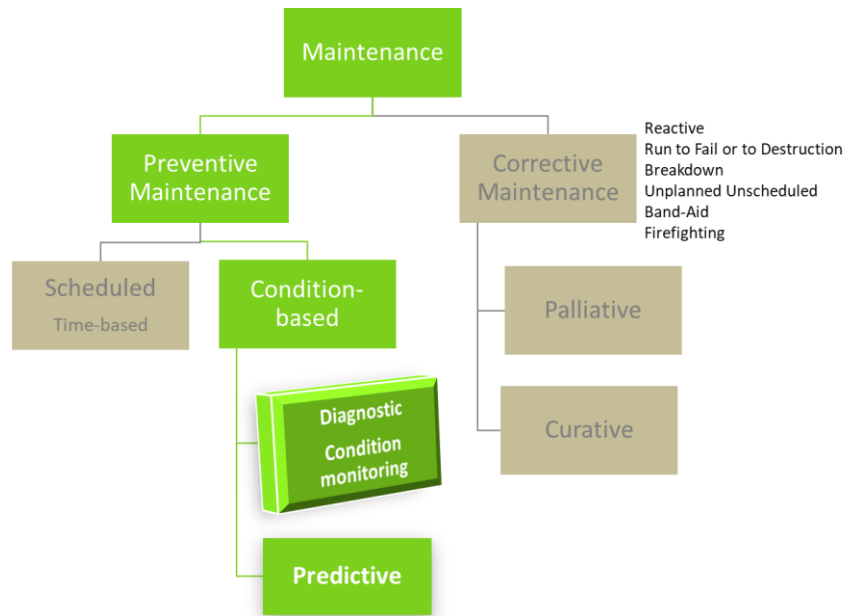 Maintenance
Preventive
Maintenance
Corrective
Maintenance
Reactive
Run to Fail or to Destruction
Breakdown
Unplanned Unscheduled
Band-Aid
Firefighting
Scheduled
Time-based
Condition-
based
Palliative
Diagnostic
Condition
monitoring
Curative
Predictive